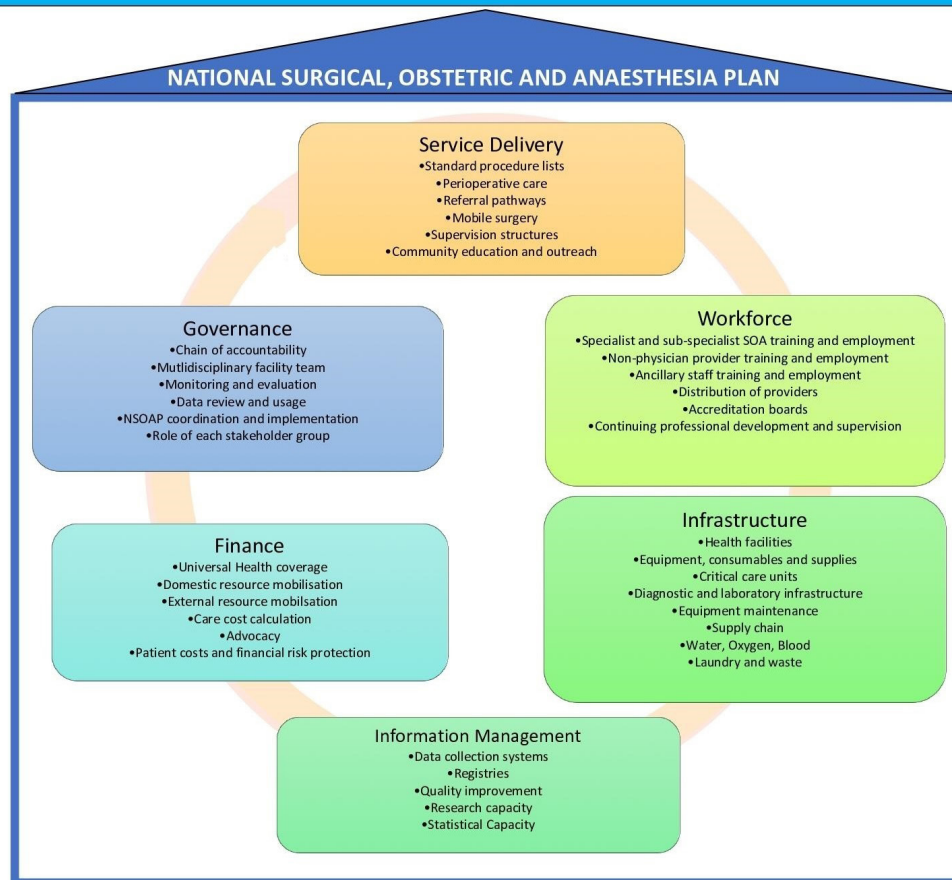 NATIONAL SURGICAL, OBSTETRIC AND ANAESTHESIA PLAN
Service Delivery
•Standard procedure lists
•Perioperative care
•Referral pathways
•Mobile surgery
•Supervision structures
•Community education and outreach
Governance
•Chain of accountability
•Mutlidisciplinary facility team
•Monitoring and evaluation
•Data review and usage
•NSOAP coordination and implementation
•Role of each stakeholder group
Workforce
•Specialist and sub-specialist SOA training and employment
•Non-physician provider training and employment
•Ancillary staff training and employment
•Distribution of providers
•Accreditation boards
•Continuing professional development and supervision
Finance
•Universal Health coverage
•Domestic resource mobilisation
•External resource mobilsation
•Care cost calculation
•Advocacy
•Patient costs and financial risk protection
Infrastructure
•Health facilities
•Equipment, consumables and supplies
•Critical care units
•Diagnostic and laboratory infrastructure
•Equipment maintenance
•Supply chain
•Water, Oxygen, Blood
•Laundry and waste
Information Management
•Data collection systems
•Registries
•Quality improvement
•Research capacity
•Statistical Capacity